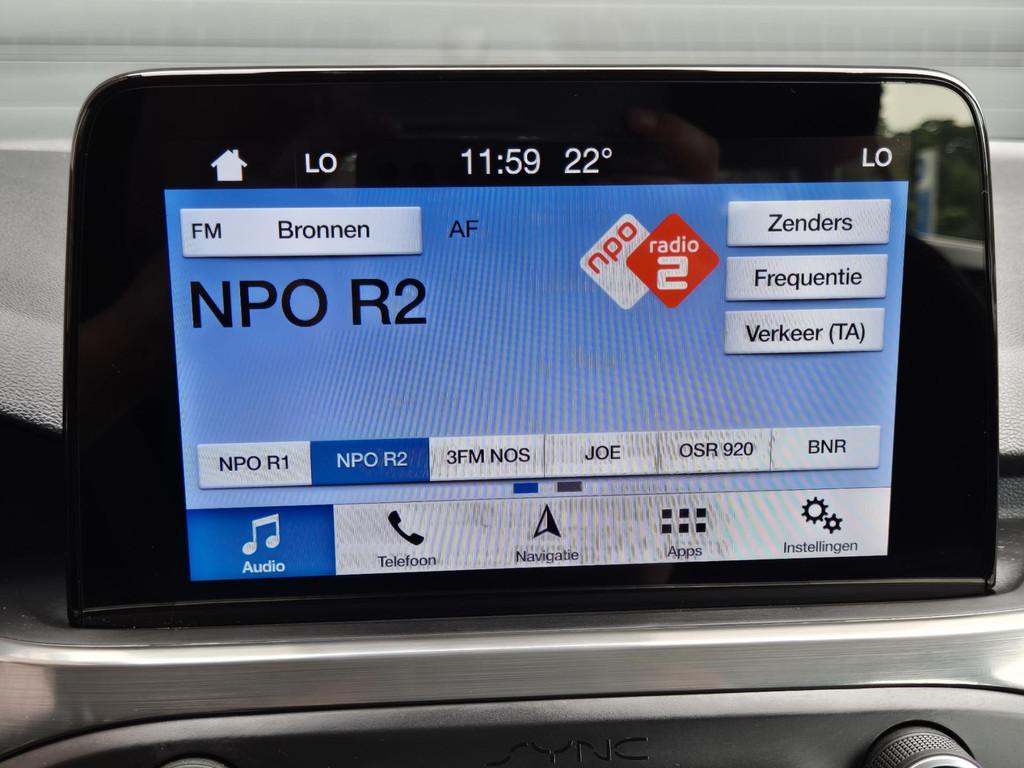 LO 11:59 22° LO
FM Bronnen AF
npo radio 2
Zenders
NPO R2
Frequentie
Verkeer (TA)
NPO R1 NPO R2 3FM NOS JOE OSR 920 BNR
Audio Telefoon Navigatie Apps Instellingen
SYNC